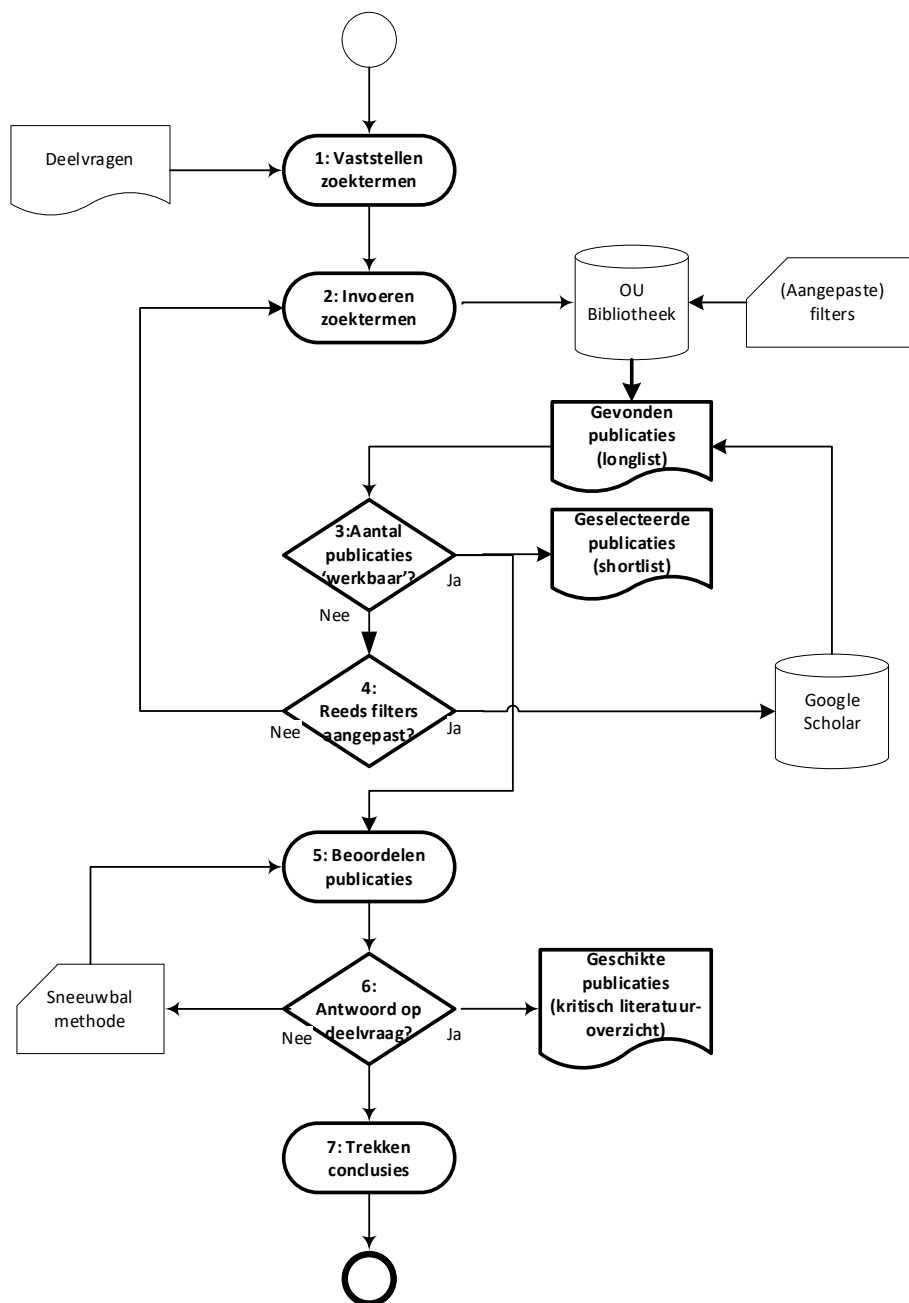 Deelvragen
1: Vaststellen
zoektermen
2: Invoeren
zoektermen
OU
Bibliotheek
(Aangepaste)
filters
Gevonden
publicaties
(longlist)
3:Aantal
publicaties
‘werkbaar’?
Ja
Nee
Geselecteerde
publicaties
(shortlist)
4:
Reeds filters
aangepast?
Nee
Ja
Google
Scholar
5: Beoordelen
publicaties
Sneeuwbal
methode
6:
Antwoord op
deelvraag?
Nee
Ja
Geschikte
publicaties
(kritisch literatuur-
overzicht)
7: Trekken
conclusies